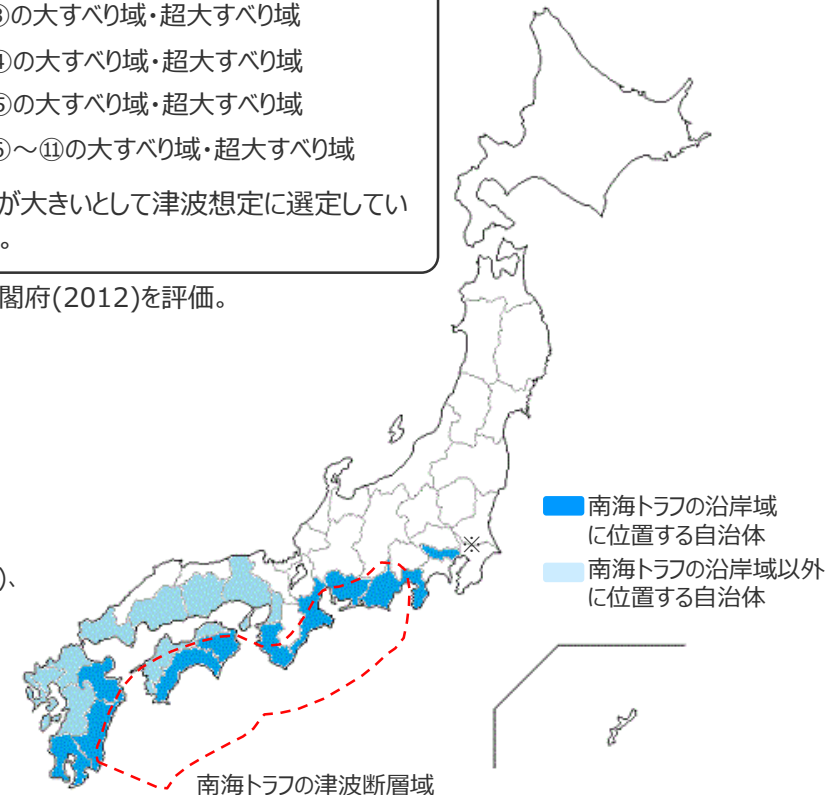 ③の大すべり域・超大すべり域
④の大すべり域・超大すべり域
⑤の大すべり域・超大すべり域
⑥～⑪の大すべり域・超大すべり域
が大きいとして津波想定に選定してい
。
閣府(2012)を評価。
南海トラフの沿岸域
に位置する自治体
※
南海トラフの沿岸域以外
に位置する自治体
)、
南海トラフの津波断層域